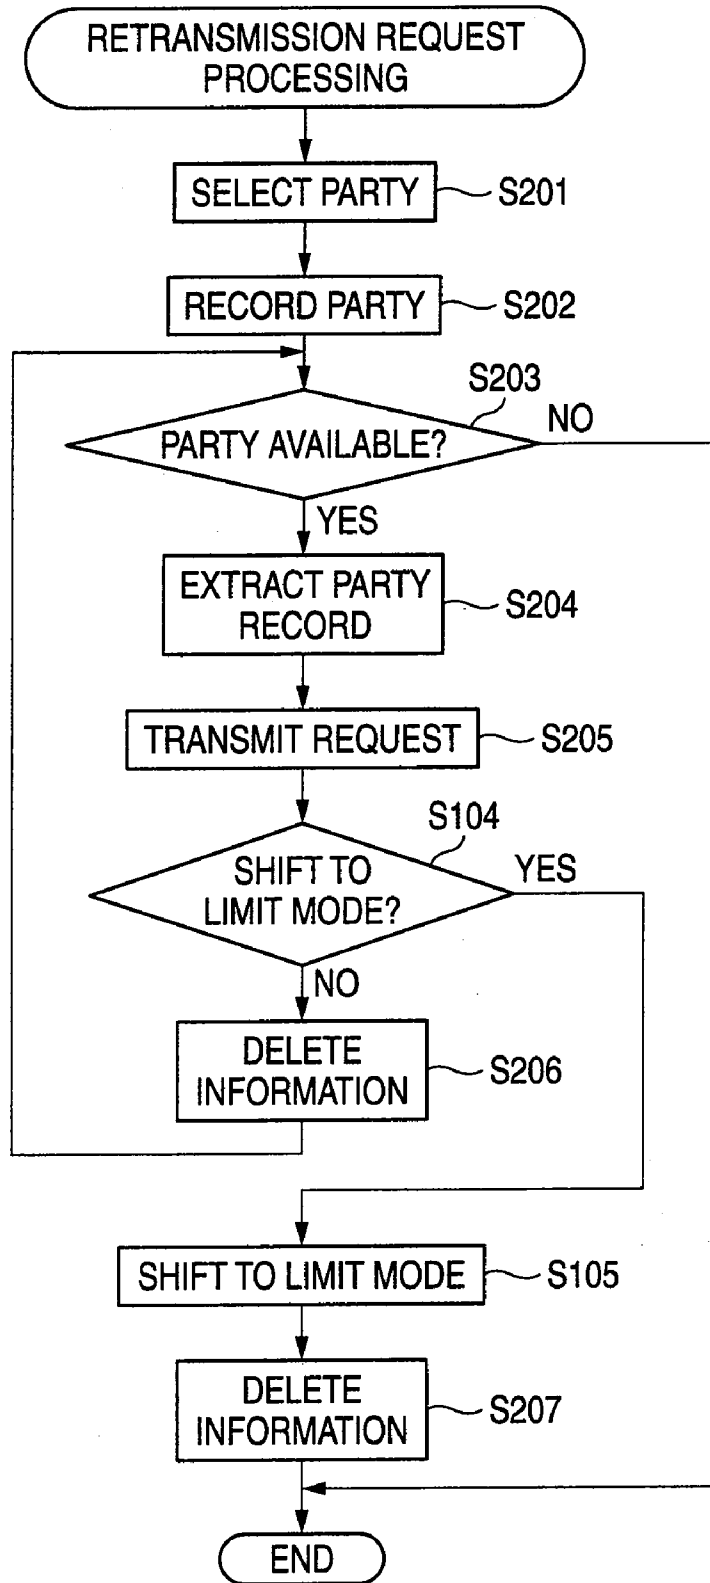 RETRANSMISSION REQUEST
PROCESSING
SELECT PARTY
S201
RECORD PARTY
S202
S203
PARTY AVAILABLE?
NO
YES
EXTRACT PARTY
RECORD
S204
TRANSMIT REQUEST
S205
S104
SHIFT TO
LIMIT MODE?
YES
NO
DELETE
INFORMATION
S206
SHIFT TO LIMIT MODE
S105
DELETE
INFORMATION
S207
END